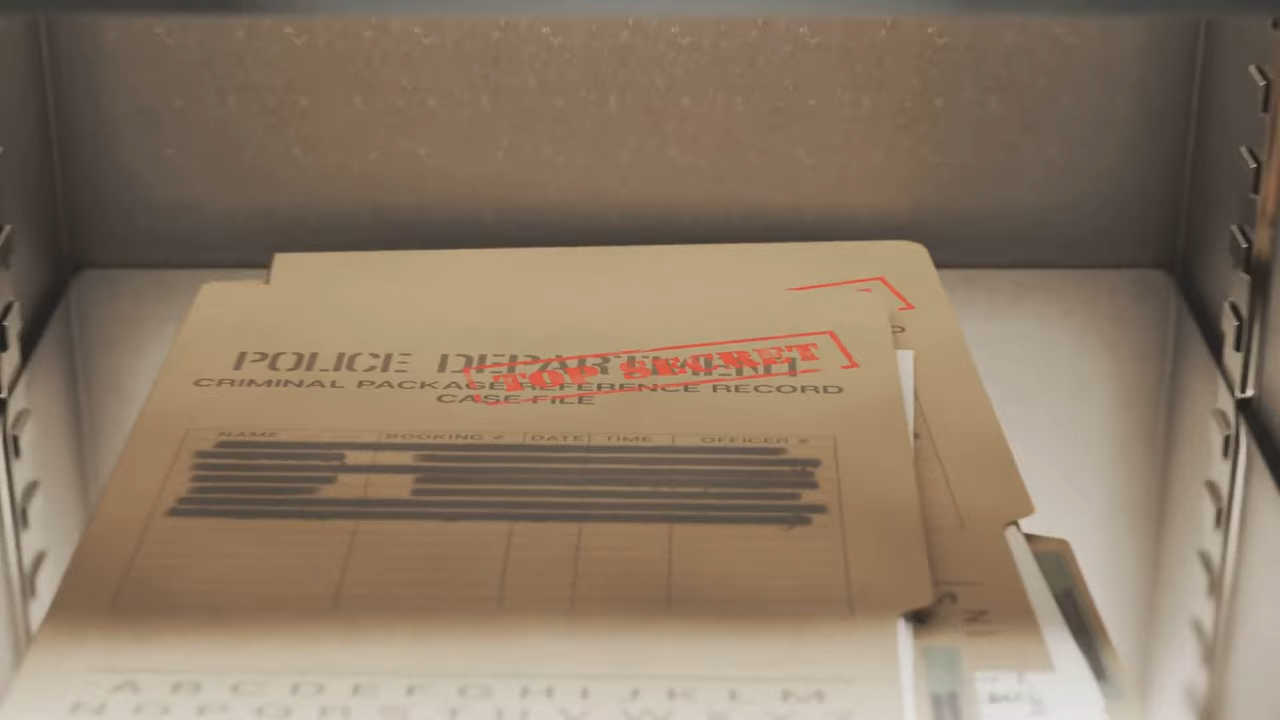 POLICE DEPARTMENT
TOP SECRET
CRIMINAL PACKAGE REFERENCE RECORD
CASE FILE
NAME BOOKING # DATE TIME OFFICER #
A B C D E F G H I J K L M
N O P Q R S T U V W X Y Z